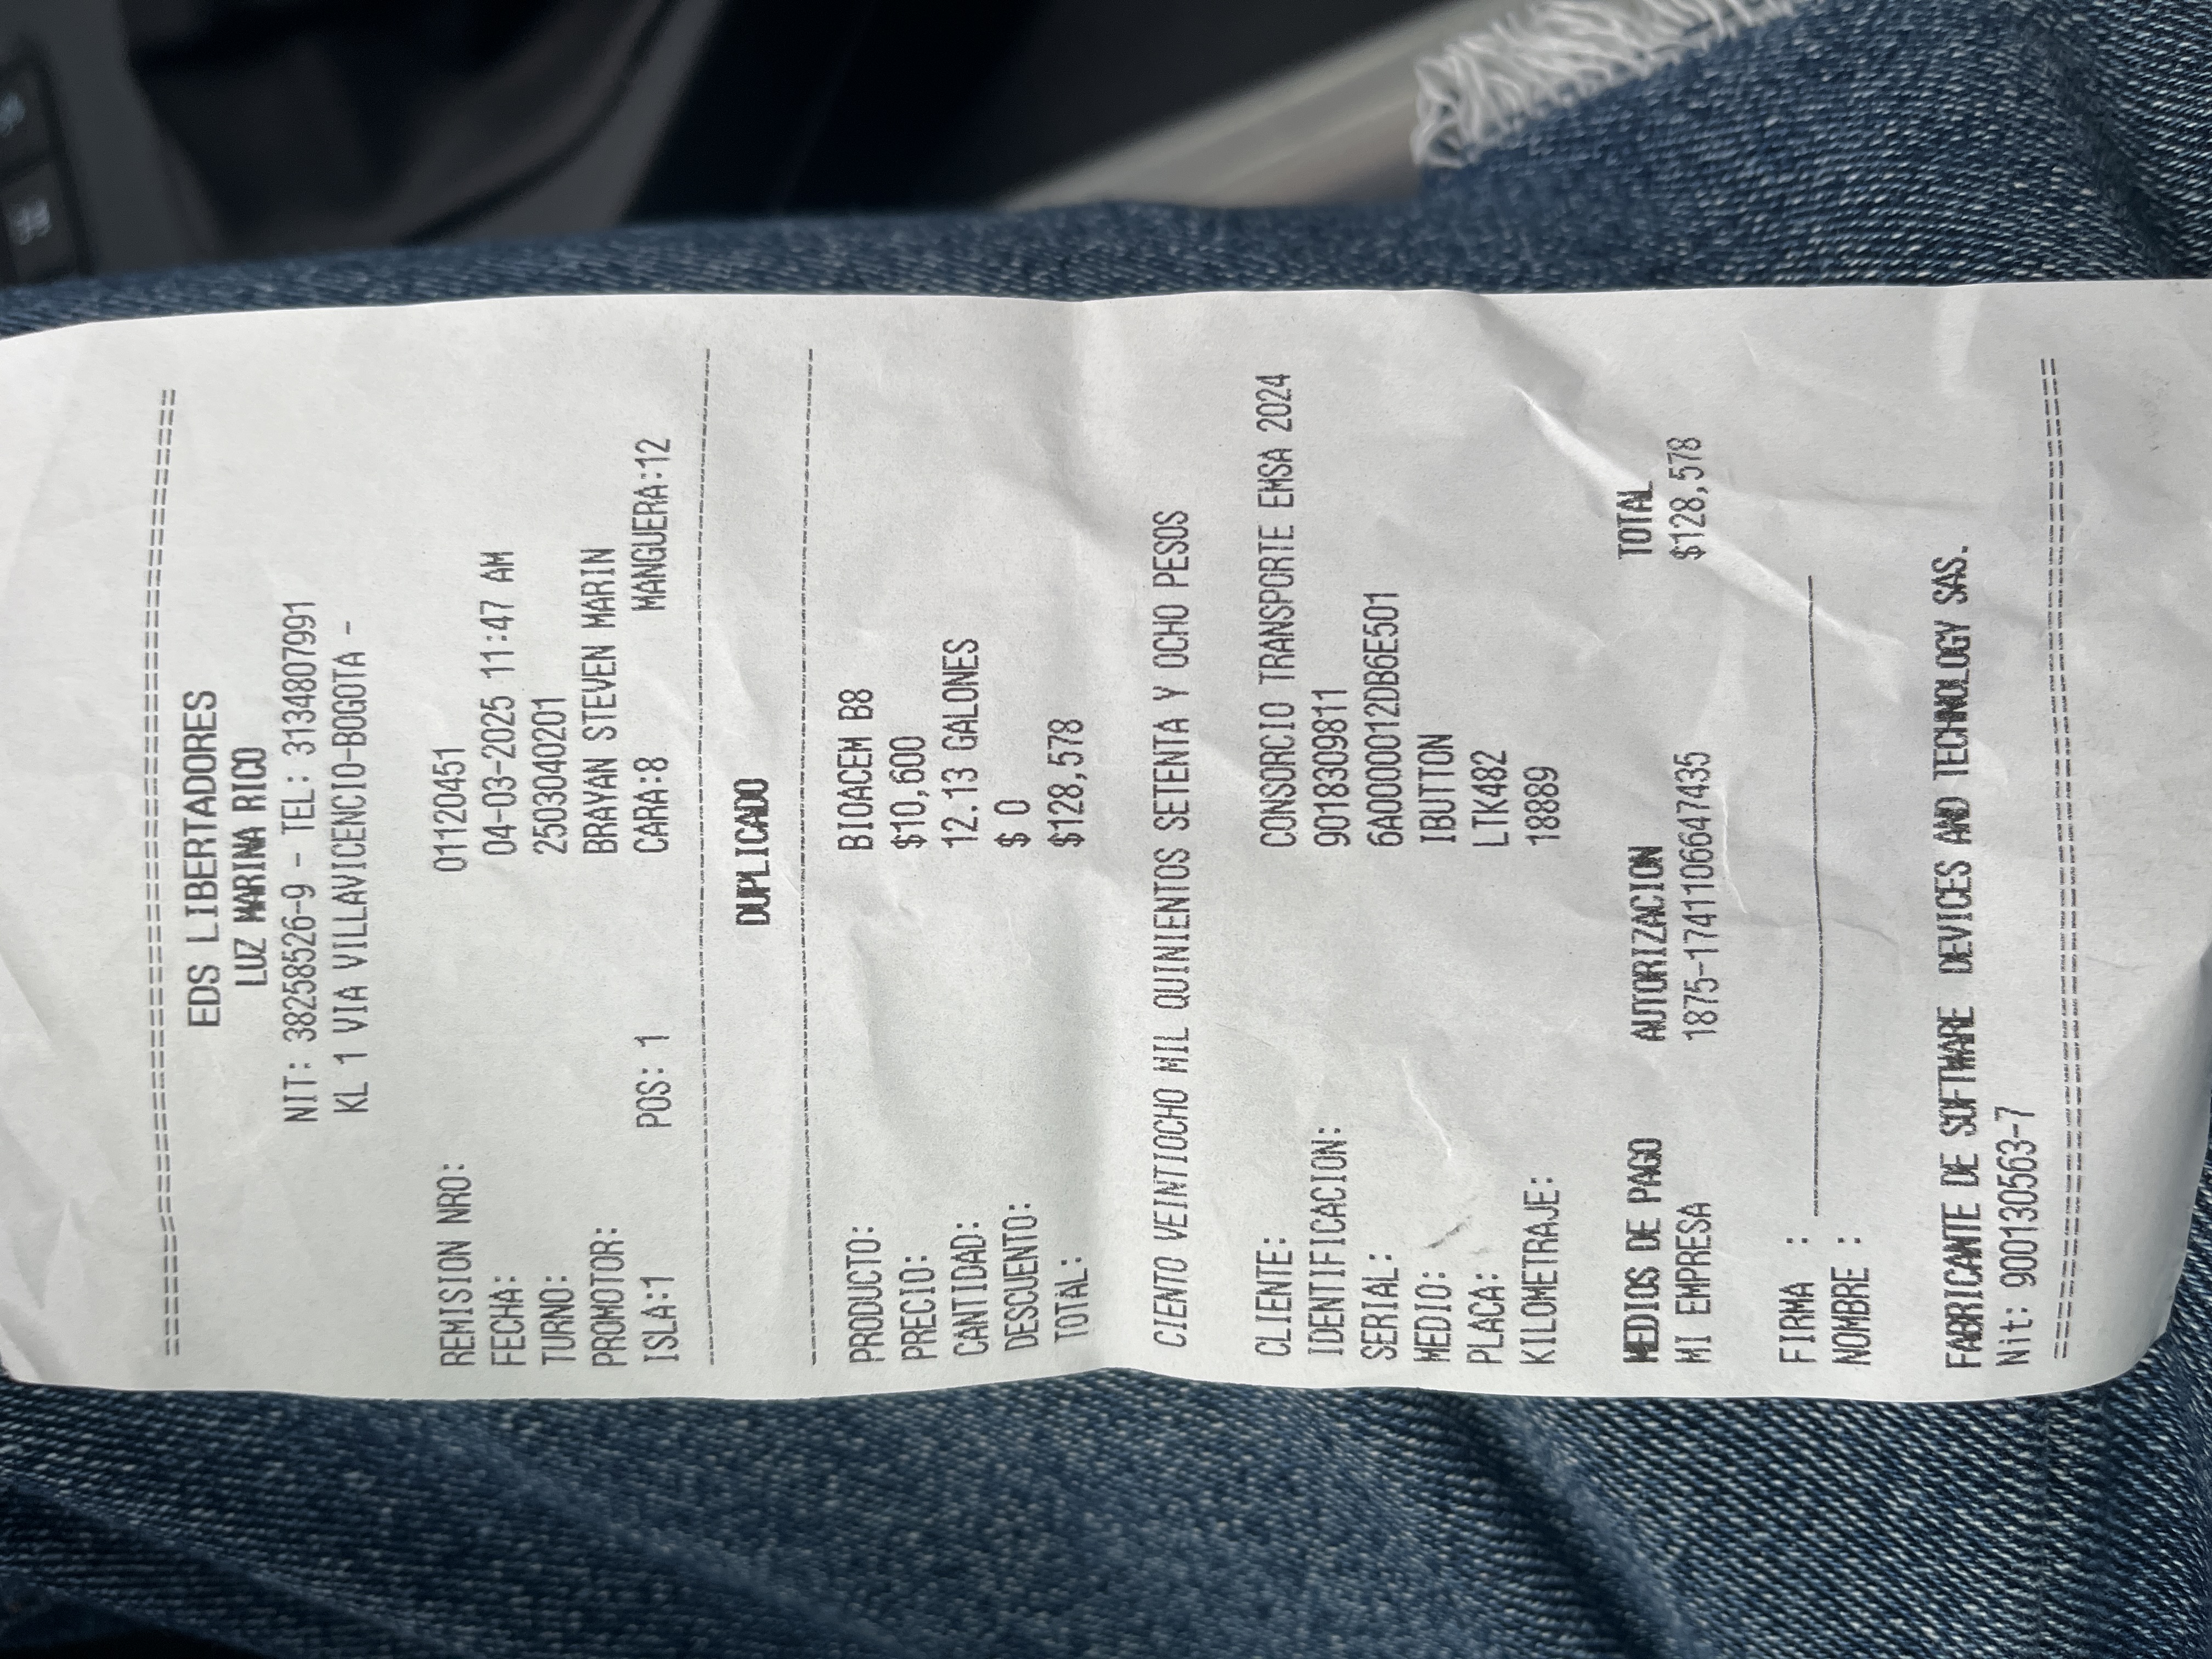 ================================================
EDS LIBERTADORES
LUZ MARINA RICO
NIT: 38258526-9 - TEL: 3134807991
KL 1 VIA VILLAVICENCIO-BOGOTA -
REMISION NRO: 01120451
FECHA: 04-03-2025 11:47 AM
TURNO: 2503040201
PROMOTOR: BRAYAN STEVEN MARIN
ISLA:1 POS: 1 CARA:8 MANGUERA:12
------------------------------------------------
DUPLICADO
------------------------------------------------
PRODUCTO: BIOACEM B8
PRECIO: $10,600
CANTIDAD: 12.13 GALONES
DESCUENTO: $ 0
TOTAL: $128,578
CIENTO VEINTIOCHO MIL QUINIENTOS SETENTA Y OCHO PESOS
CLIENTE: CONSORCIO TRANSPORTE EMSA 2024
IDENTIFICACION: 9018309811
SERIAL: 6A0000012DB6E501
MEDIO: IBUTTON
PLACA: LTK482
KILOMETRAJE: 18889
MEDIOS DE PAGO AUTORIZACION TOTAL
MI EMPRESA 1875-1741106647435 $128,578
FIRMA : ______________________________
NOMBRE :
FABRICANTE DE SOFTWARE DEVICES AND TECHNOLOGY SAS.
Nit: 900130563-7
================================================